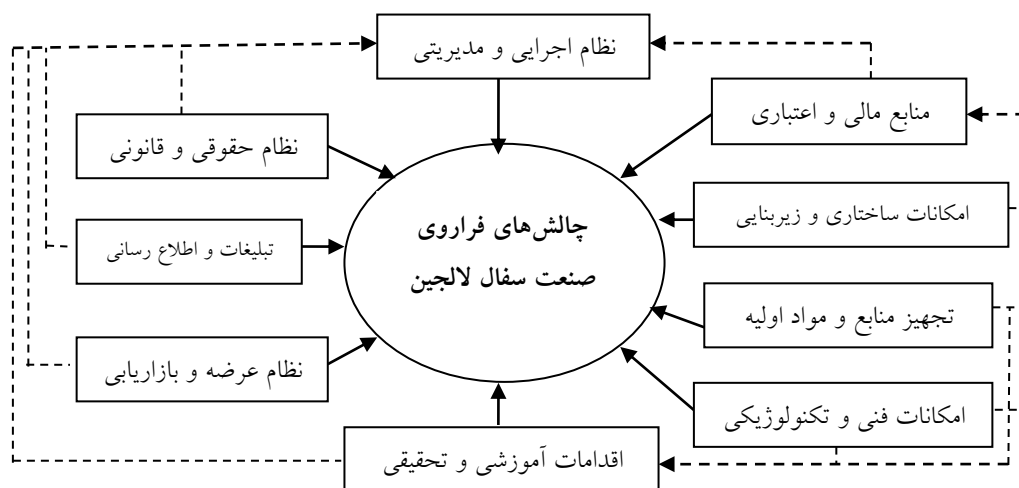 نظام اجرایی و مدیریتی
منابع مالی و اعتباری
نظام حقوقی و قانونی
امکانات ساختاری و زیربنایی
چالش‌های فراروی
صنعت سفال لالجین
تبلیغات و اطلاع رسانی
تجهیز منابع و مواد اولیه
نظام عرضه و بازاریابی
امکانات فنی و تکنولوژیکی
اقدامات آموزشی و تحقیقی